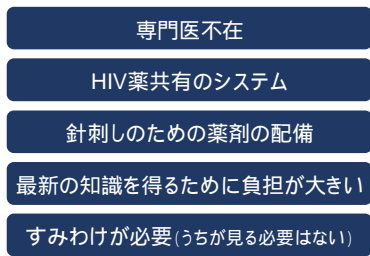 専門医不在
HIV薬共有のシステム
針刺しのための薬剤の配備
最新の知識を得るために負担が大きい
すみわけが必要(うちが見る必要はない)